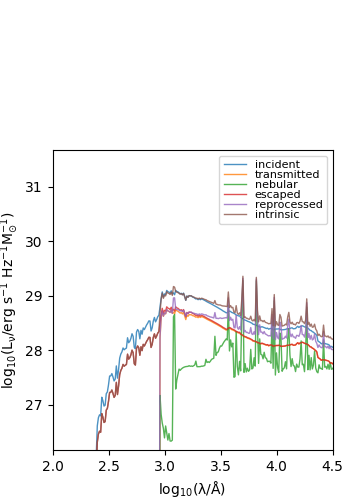 incident
transmitted
nebular
escaped
reprocessed
intrinsic
31
30
29
28
27
log₁₀(Lν/erg s⁻¹ Hz⁻¹M⊙⁻¹)
2.0 2.5 3.0 3.5 4.0 4.5
log₁₀(λ/Å)